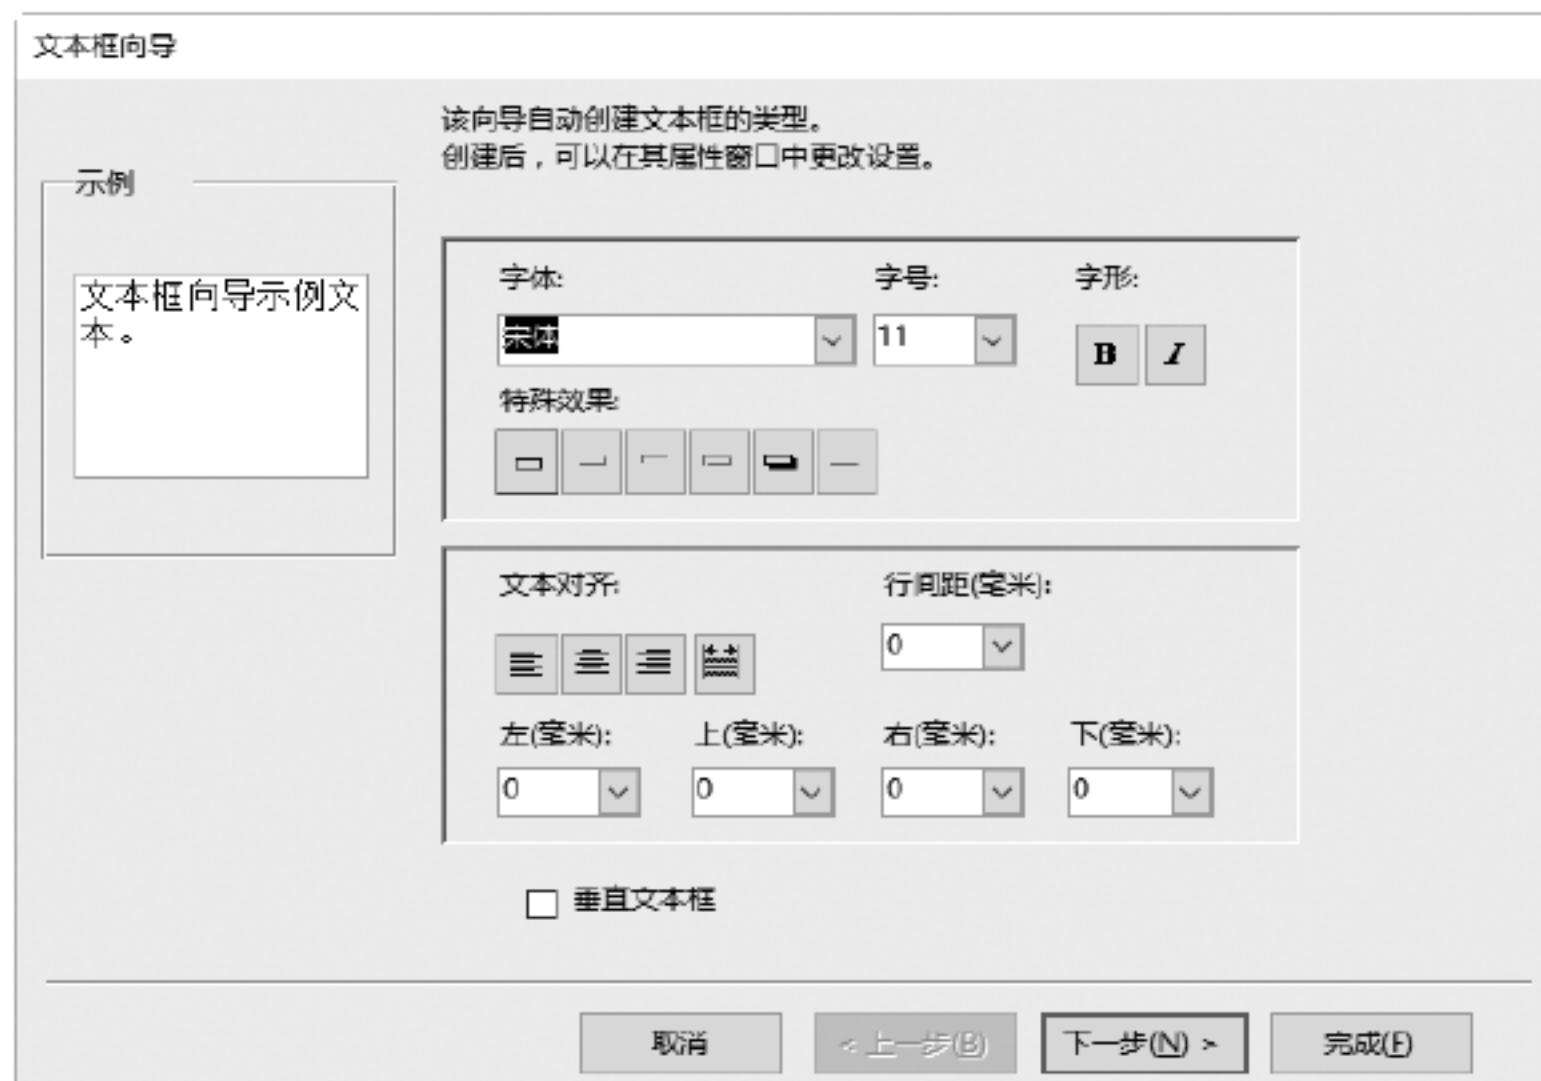 文本框向导
该向导自动创建文本框的类型。
创建后，可以在其属性窗口中更改设置。
示例
文本框向导示例文
本。
字体: 字号: 字形:
宋体 11 B I
特殊效果:
文本对齐: 行间距(毫米):
0
左(毫米): 上(毫米): 右(毫米): 下(毫米):
0 0 0 0
垂直文本框
取消 < 上一步(B) 下一步(N) > 完成(F)